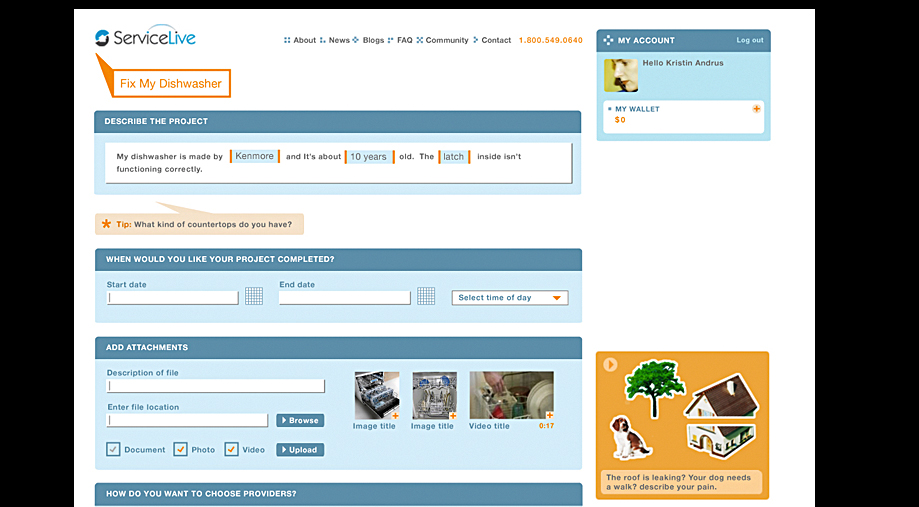 ServiceLive
About News Blogs FAQ Community Contact 1.800.549.0640
Fix My Dishwasher
DESCRIBE THE PROJECT
My dishwasher is made by Kenmore and It's about 10 years old. The latch inside isn't
functioning correctly.
Tip: What kind of countertops do you have?
WHEN WOULD YOU LIKE YOUR PROJECT COMPLETED?
Start date
End date
Select time of day
ADD ATTACHMENTS
Description of file
Enter file location
Browse
Document Photo Video Upload
Image title Image title Video title 0:17
HOW DO YOU WANT TO CHOOSE PROVIDERS?
MY ACCOUNT Log out
Hello Kristin Andrus
MY WALLET
$0
The roof is leaking? Your dog needs
a walk? describe your pain.